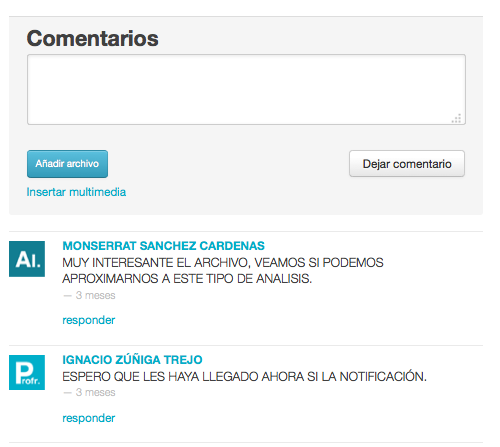 Comentarios
Añadir archivo
Dejar comentario
Insertar multimedia
AI.
MONSERRAT SANCHEZ CARDENAS
MUY INTERESANTE EL ARCHIVO, VEAMOS SI PODEMOS
APROXIMARNOS A ESTE TIPO DE ANALISIS.
— 3 meses
responder
Profr.
IGNACIO ZÚÑIGA TREJO
ESPERO QUE LES HAYA LLEGADO AHORA SI LA NOTIFICACIÓN.
— 3 meses
responder